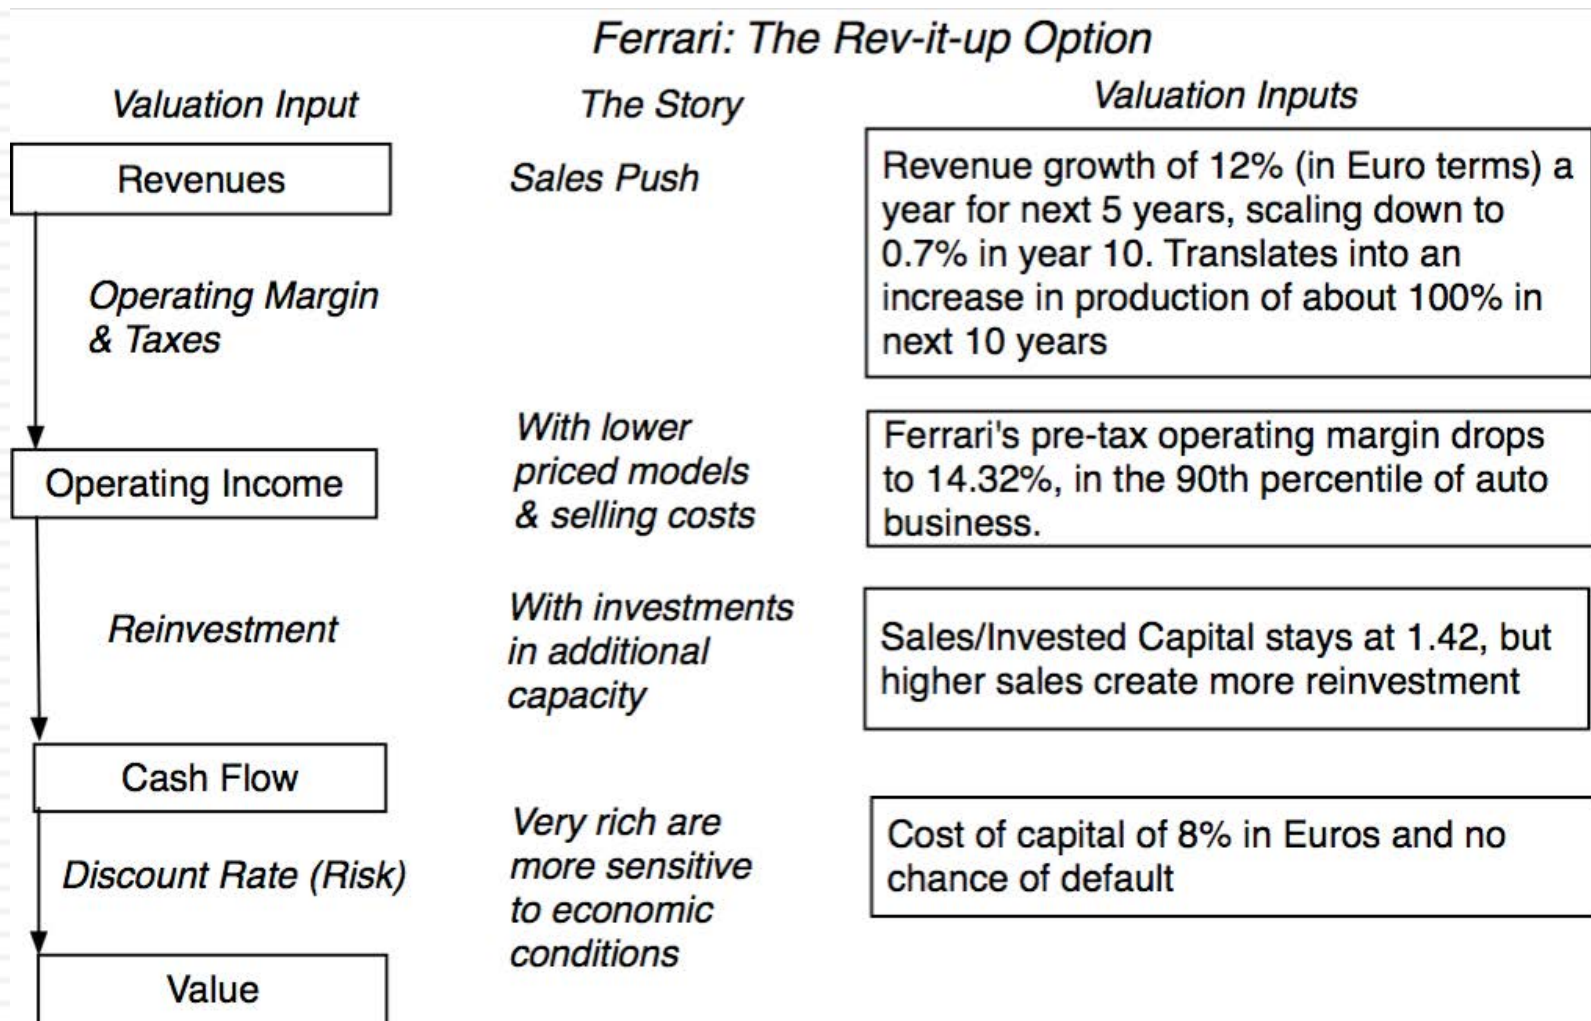 Ferrari: The Rev-it-up Option
Valuation Input
The Story
Valuation Inputs
Revenues
Sales Push
Revenue growth of 12% (in Euro terms) a
year for next 5 years, scaling down to
0.7% in year 10. Translates into an
increase in production of about 100% in
next 10 years
Operating Margin
& Taxes
Operating Income
With lower
priced models
& selling costs
Ferrari's pre-tax operating margin drops
to 14.32%, in the 90th percentile of auto
business.
Reinvestment
With investments
in additional
capacity
Sales/Invested Capital stays at 1.42, but
higher sales create more reinvestment
Cash Flow
Discount Rate (Risk)
Very rich are
more sensitive
to economic
conditions
Cost of capital of 8% in Euros and no
chance of default
Value